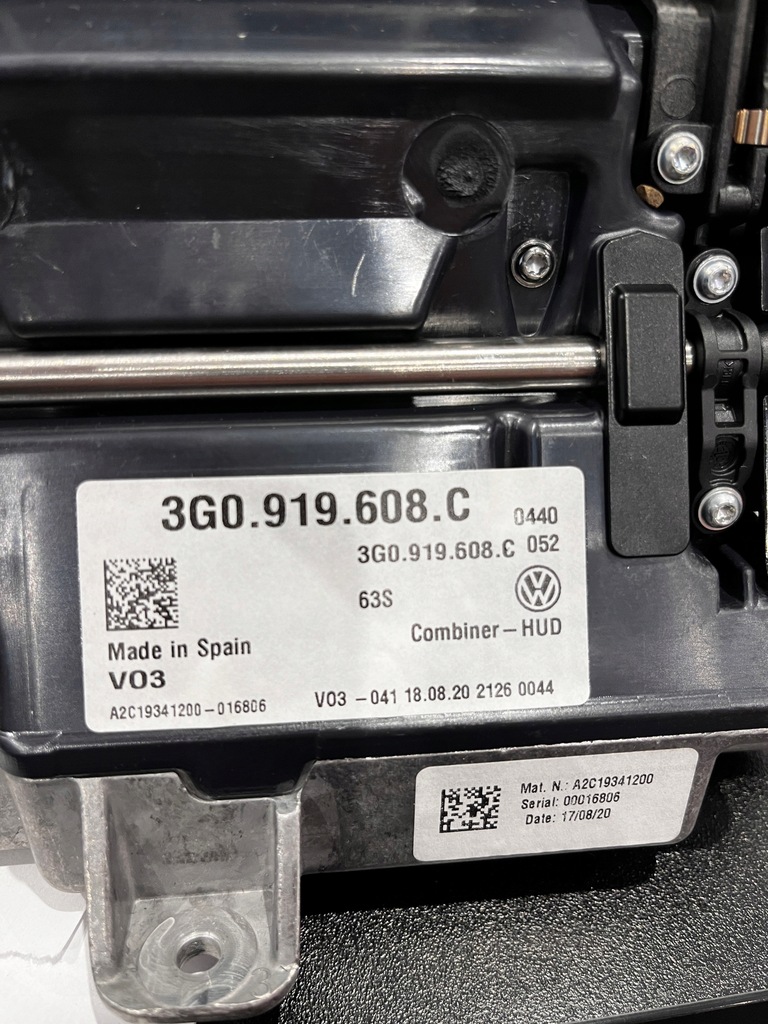 3G0.919.608.C 0440
3G0.919.608.C 052
63S
Combiner-HUD
Made in Spain
V03
A2C19341200-016806
V03 -041 18.08.20 2126 0044
Mat. N.: A2C19341200
Serial: 00016806
Date: 17/08/20